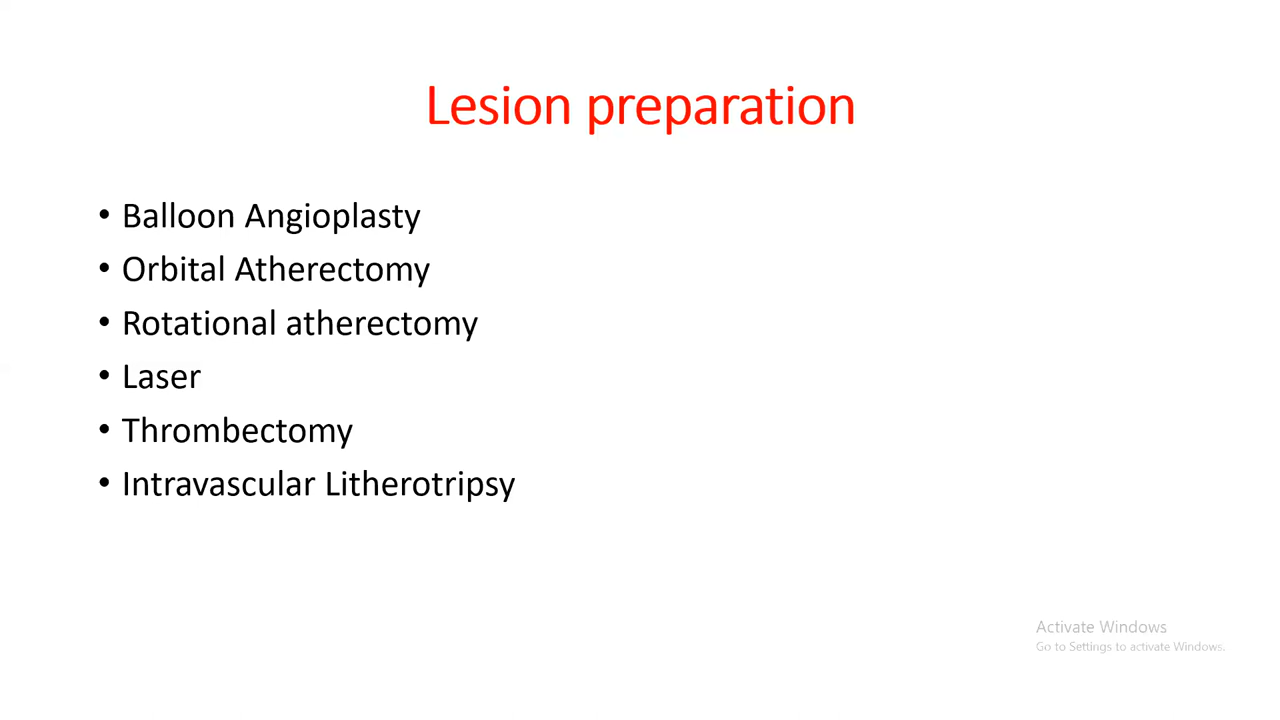 Lesion preparation
• Balloon Angioplasty
• Orbital Atherectomy
• Rotational atherectomy
• Laser
• Thrombectomy
• Intravascular Litherotripsy
Activate Windows
Go to Settings to activate Windows.